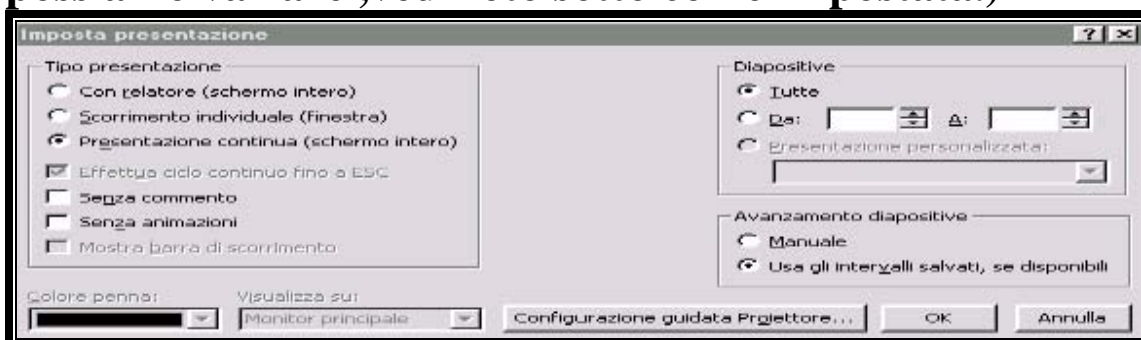 Imposta presentazione
Tipo presentazione
Con relatore (schermo intero)
Scorrimento individuale (finestra)
Presentazione continua (schermo intero)
Effettua ciclo continuo fino a ESC
Senza commento
Senza animazioni
Mostra barra di scorrimento
Diapositive
Tutte
Da: A:
Presentazione personalizzata:
Avanzamento diapositive
Manuale
Usa gli intervalli salvati, se disponibili
Colore penna: Visualizza su:
Monitor principale Configurazione guidata Proiettore... OK Annulla